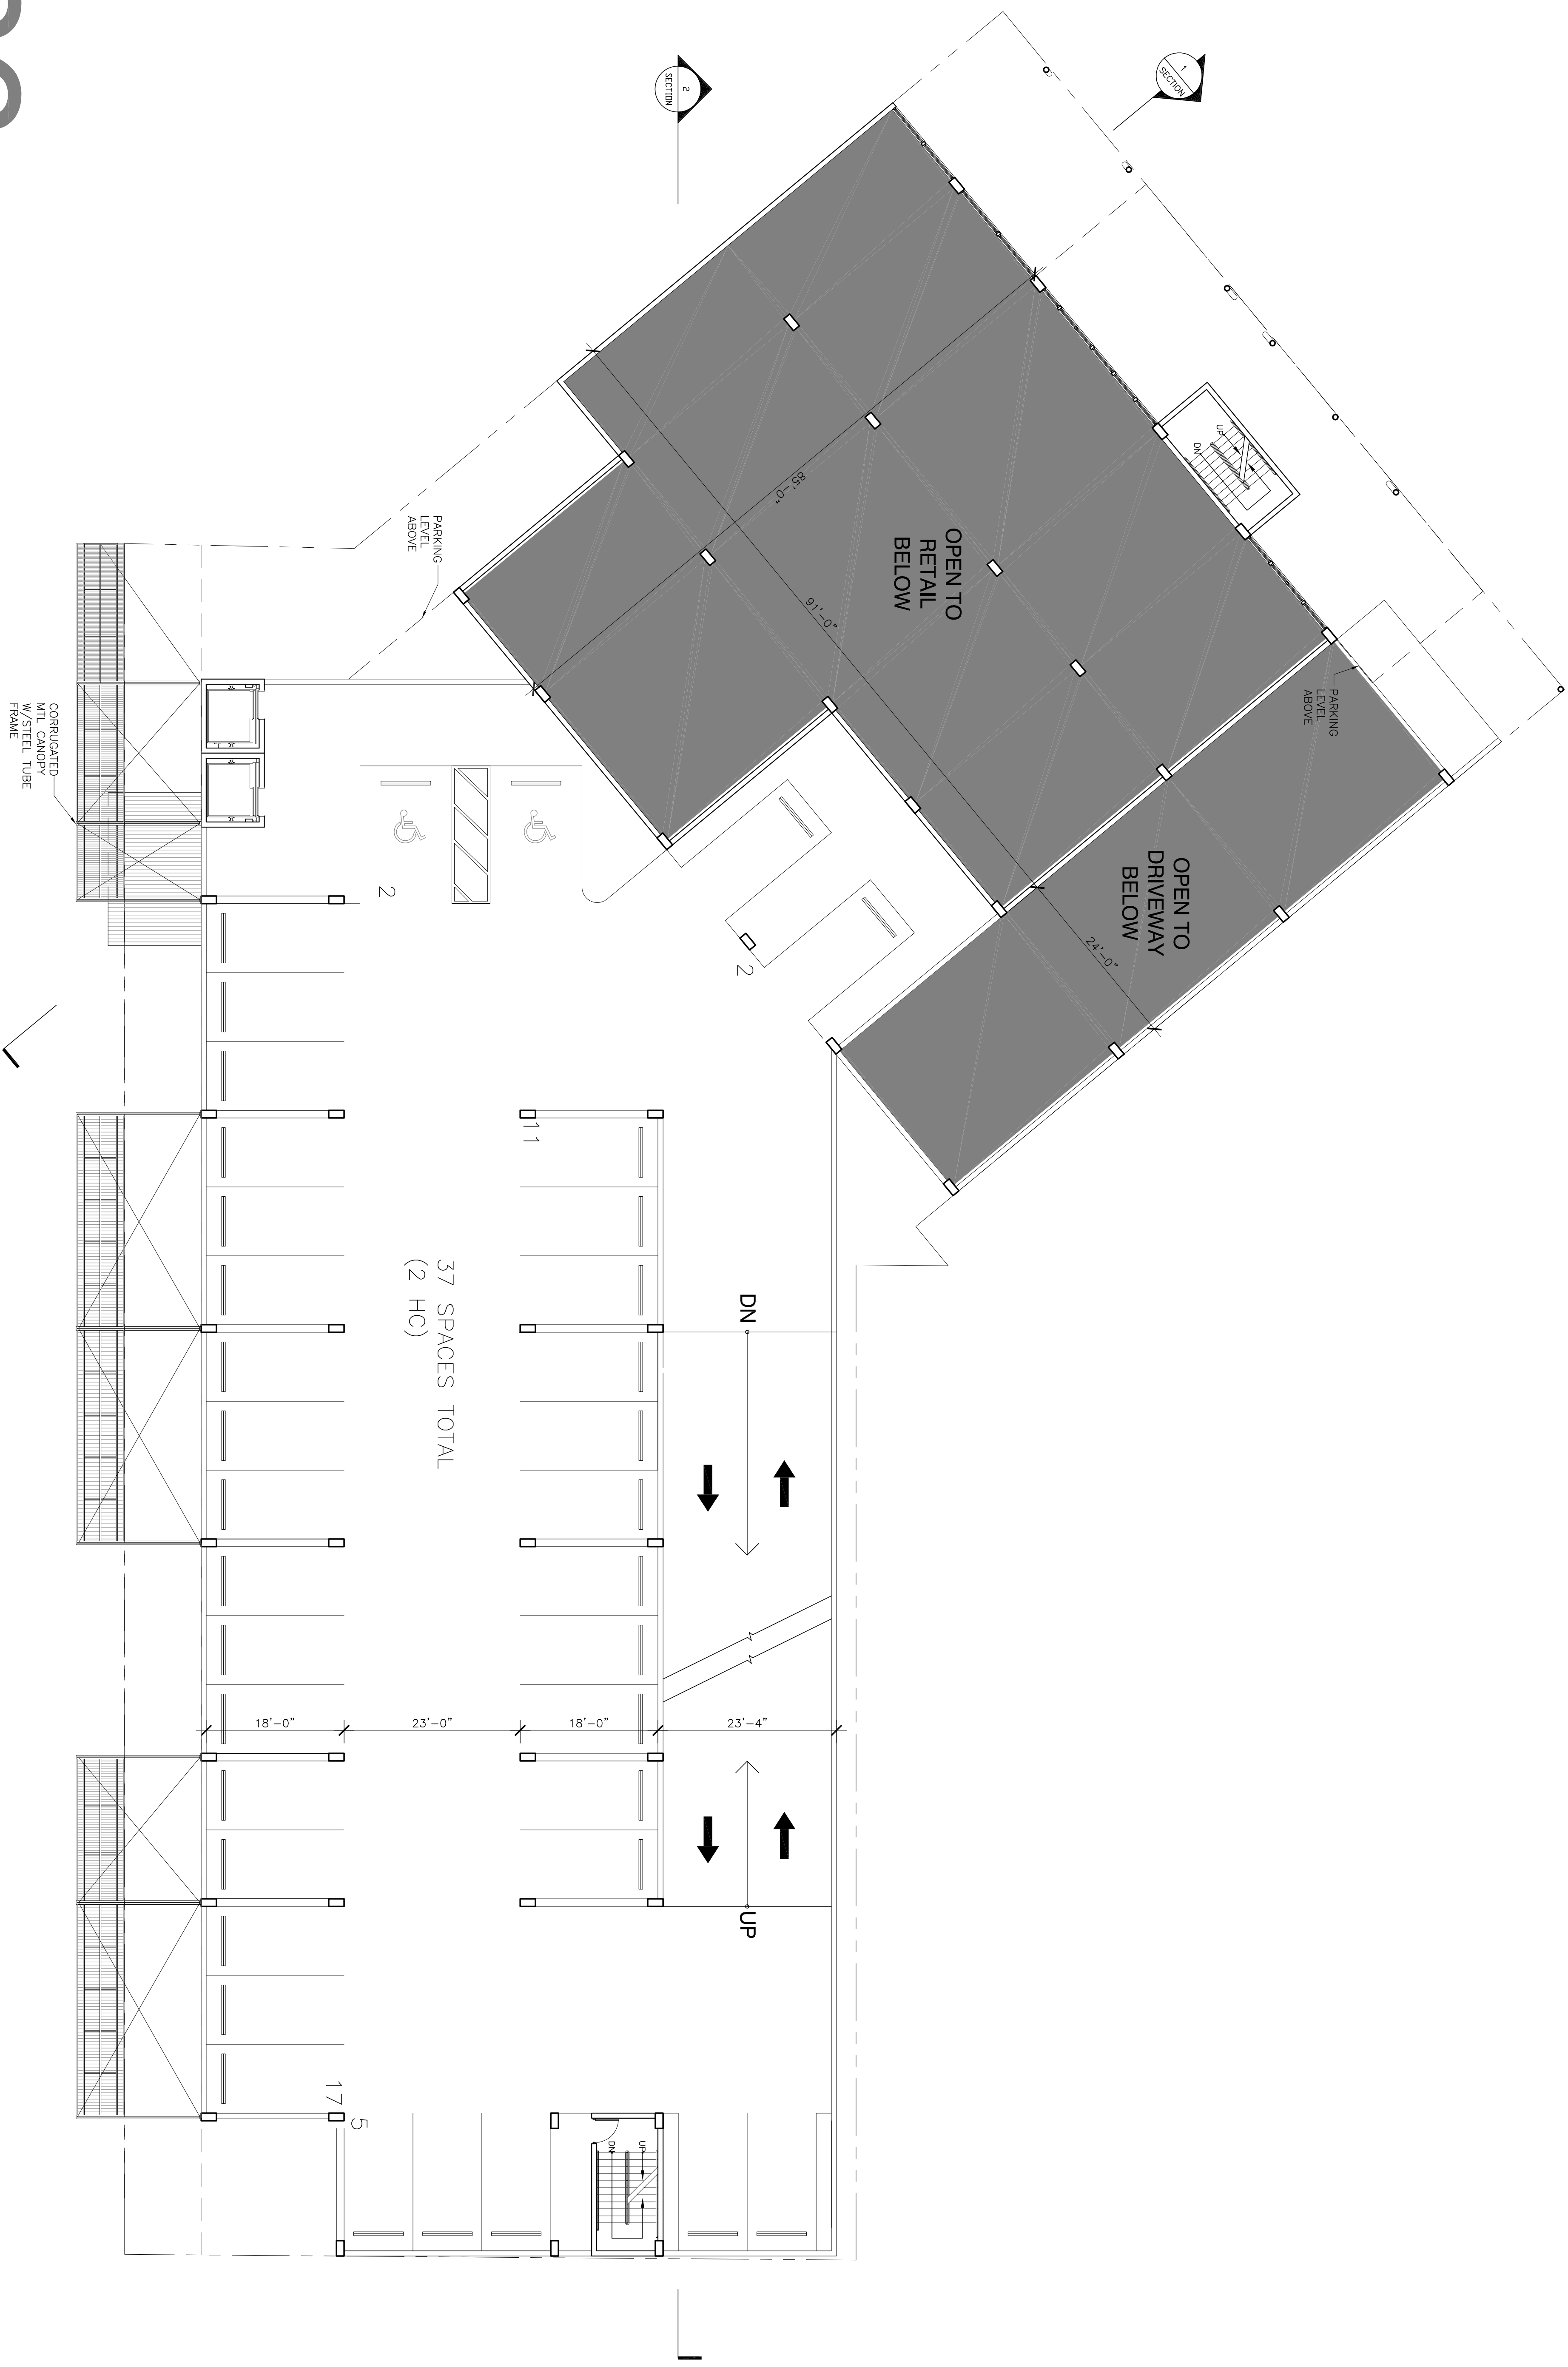 1
SECTION
2
SECTION
UP
DN
85'-0"
91'-0"
24'-0"
OPEN TO
RETAIL
BELOW
OPEN TO
DRIVEWAY
BELOW
PARKING
LEVEL
ABOVE
PARKING
LEVEL
ABOVE
CORRUGATED
MTL CANOPY
W/STEEL TUBE
FRAME
2
2
11
37 SPACES TOTAL
(2 HC)
DN
18'-0"
23'-0"
18'-0"
23'-4"
UP
17
5
UP
DN